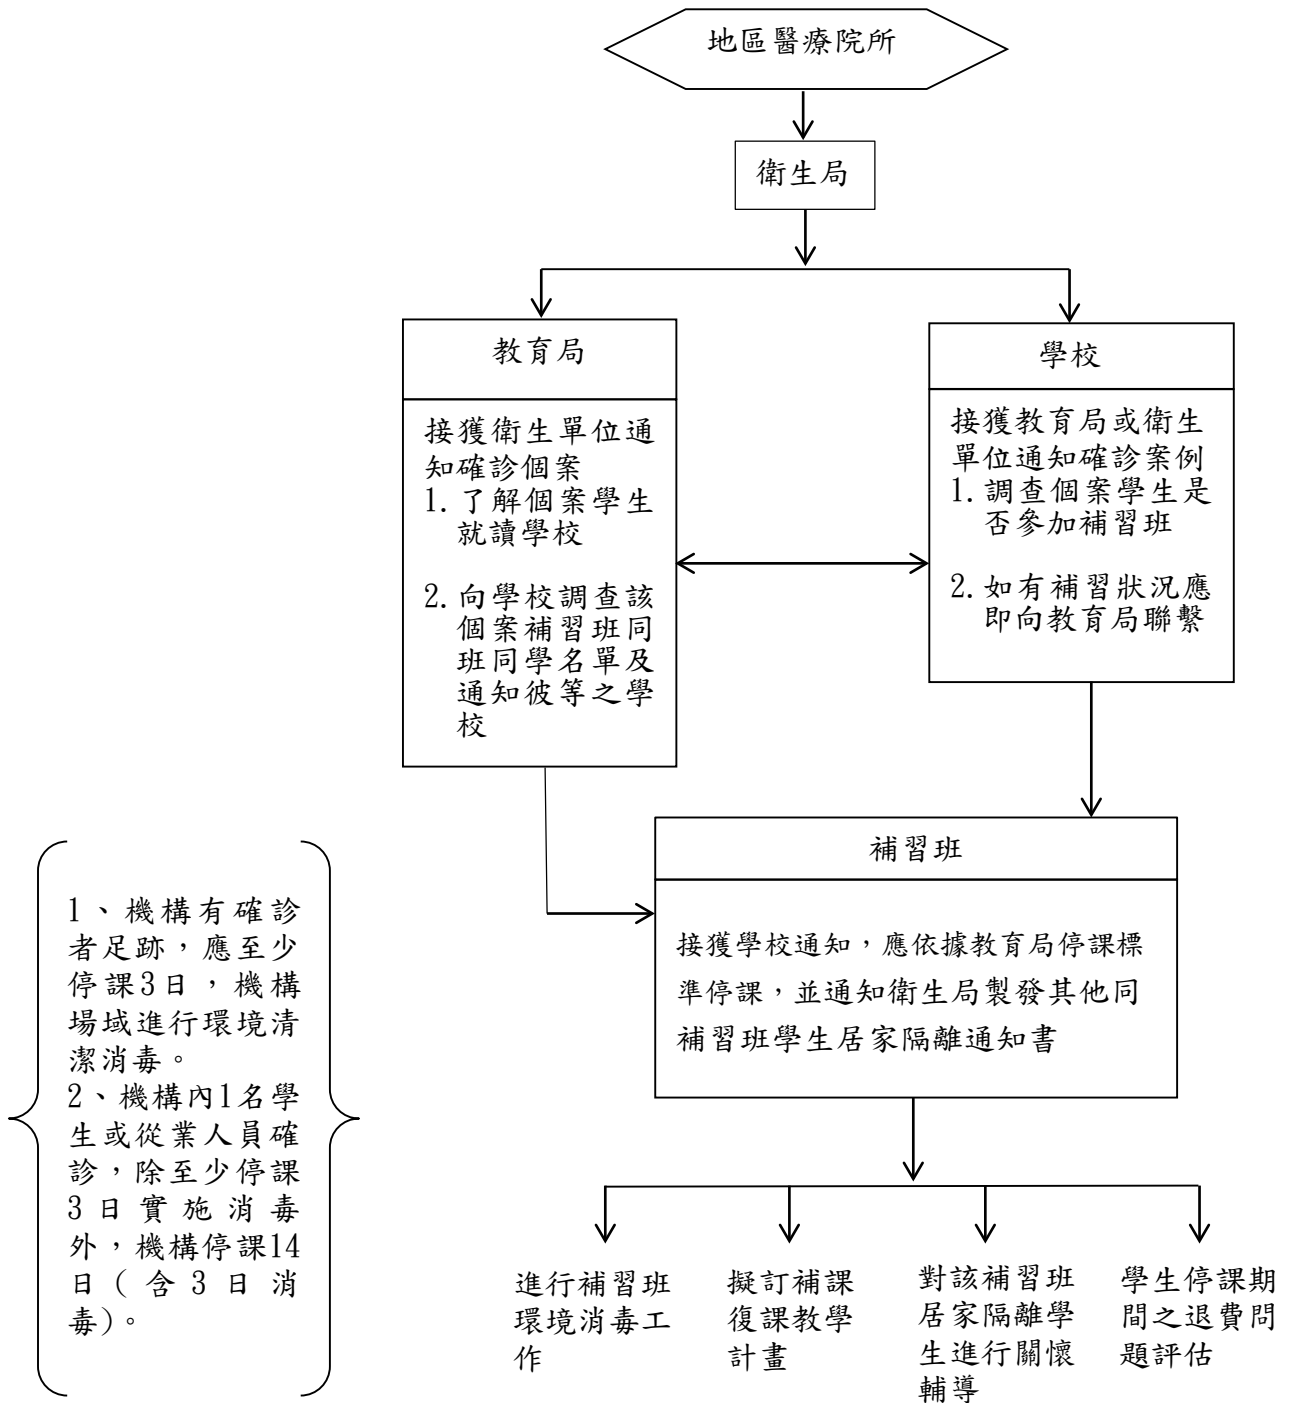 地區醫療院所
衛生局
教育局
接獲衛生單位通
知確診個案
1. 了解個案學生
就讀學校
2. 向學校調查該
個案補習班同
班同學名單及
通知彼等之學
校
學校
接獲教育局或衛生
單位通知確診案例
1. 調查個案學生是
否參加補習班
2. 如有補習狀況應
即向教育局聯繫
補習班
接獲學校通知，應依據教育局停課標
準停課，並通知衛生局製發其他同
補習班學生居家隔離通知書
1、機構有確診
者足跡，應至少
停課3日，機構
場域進行環境清
潔消毒。
2、機構內1名學
生或從業人員確
診，除至少停課
3日實施消毒
外，機構停課14
日(含3日消
毒)。
進行補習班
環境消毒工
作
擬訂補課
復課教學
計畫
對該補習班
居家隔離學
生進行關懷
輔導
學生停課期
間之退費問
題評估